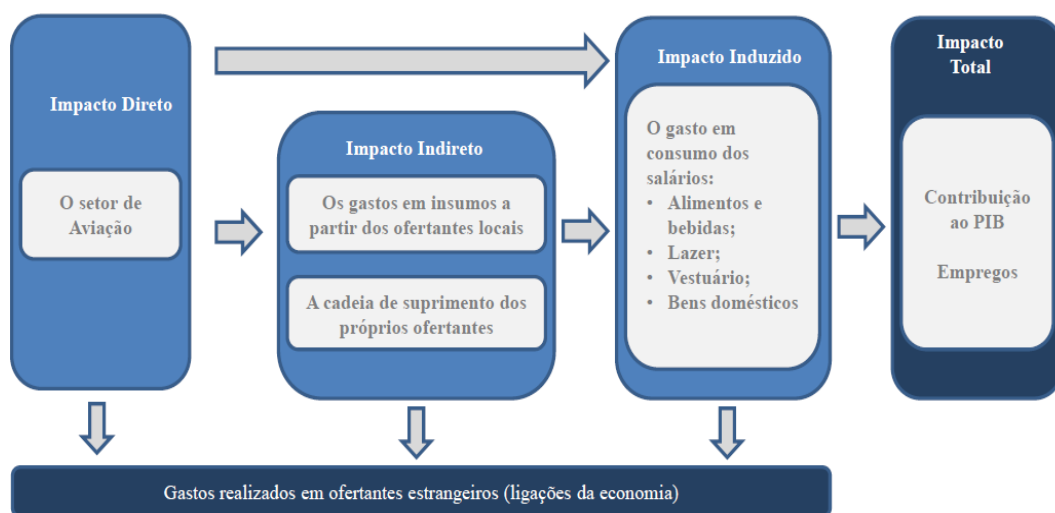 Impacto Direto
O setor de
Aviação
Impacto Indireto
Os gastos em insumos a
partir dos ofertantes locais
A cadeia de suprimento dos
próprios ofertantes
Impacto Induzido
O gasto em
consumo dos
salários:
• Alimentos e
bebidas;
• Lazer;
• Vestuário;
• Bens domésticos
Impacto
Total
Contribuição
ao PIB
Empregos
Gastos realizados em ofertantes estrangeiros (ligações da economia)